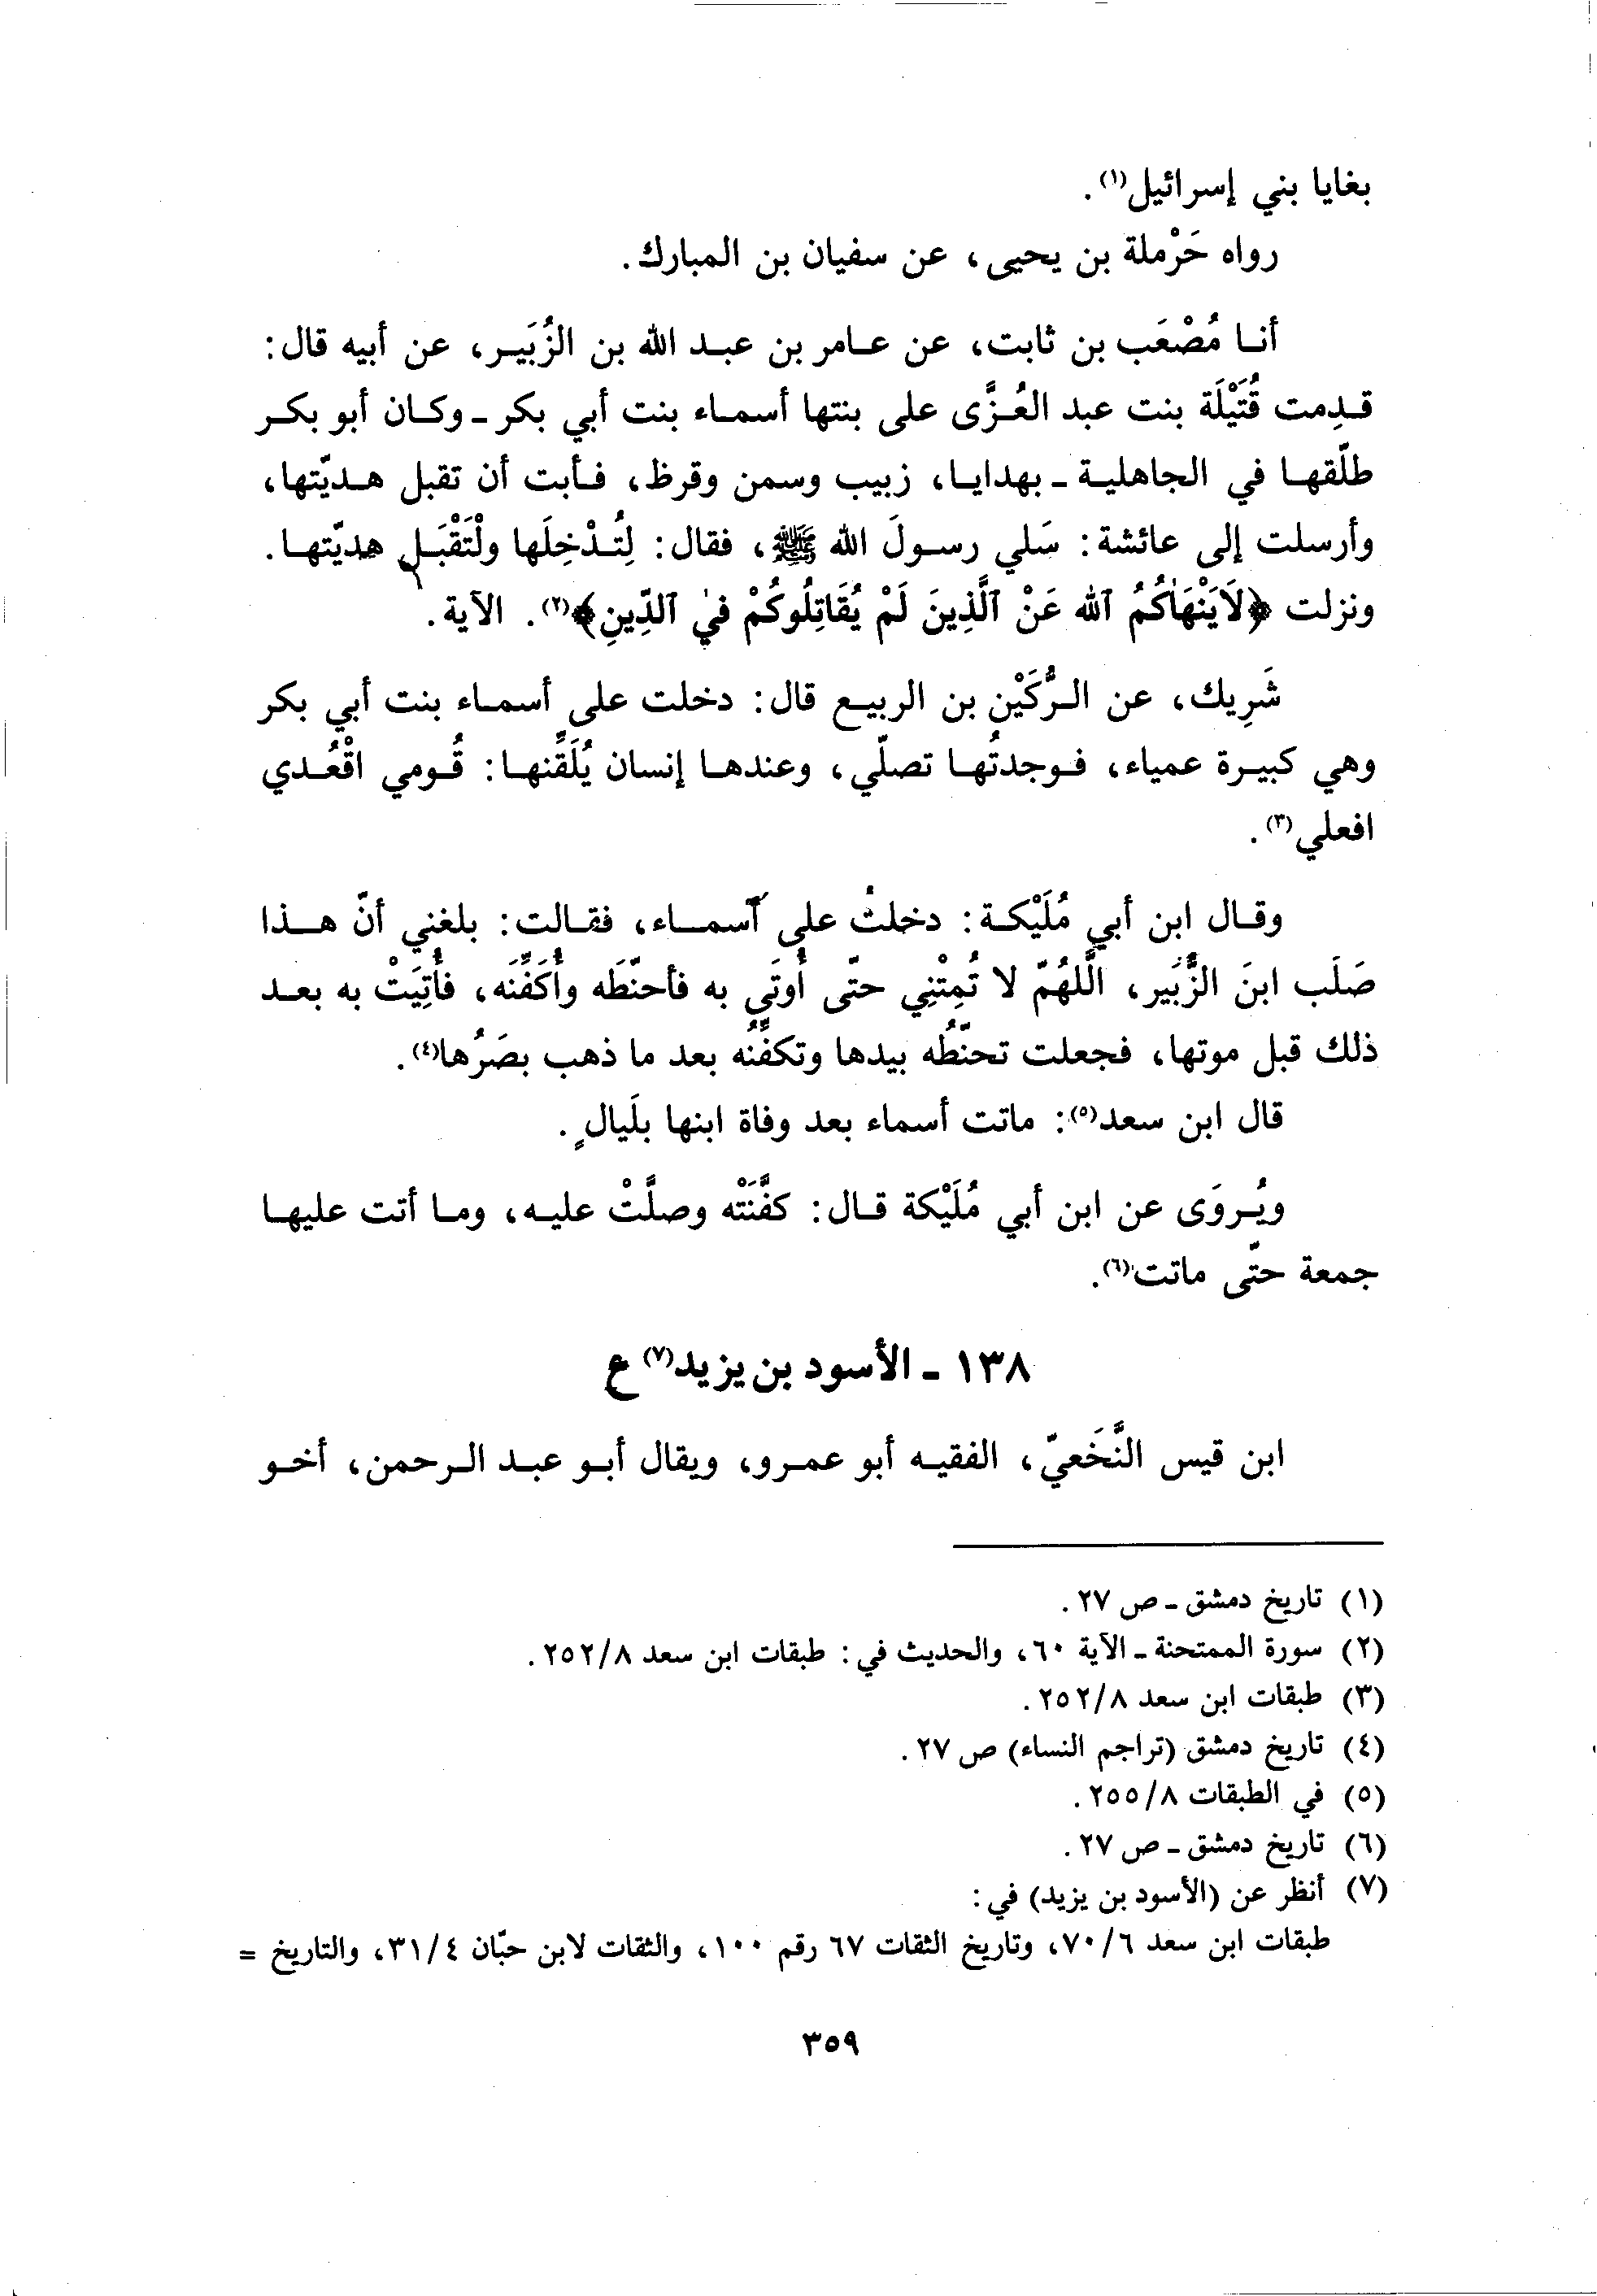 بغايا بني إسرائيل(١).
رواه حَرْملة بن يحيى، عن سفيان بن المبارك.
أنا مُصْعَب بن ثابت، عن عامر بن عبد الله بن الزُبَير، عن أبيه قال:
قدِمت قُتَيْلَة بنت عبد العُزَّى على بنتها أسماء بنت أبي بكر ـ وكان أبو بكر
طلّقها في الجاهلية ـ بهدايا، زبيب وسمن وقرظ، فأبت أن تقبل هديّتها،
وأرسلت إلى عائشة: سَلي رسولَ الله ﷺ، فقال: لِتُدْخِلَها ولْتَقْبَل هديّتها.
ونزلت ﴿لَايَنْهَاكُمُ ٱلله عَنْ ٱلَّذِينَ لَمْ يُقَاتِلُوكُمْ فيِ ٱلدِّينِ﴾(٢). الآية.
شَرِيك، عن الرُّكَيْن بن الربيع قال: دخلت على أسماء بنت أبي بكر
وهي كبيرة عمياء، فوجدتُها تصلّي، وعندها إنسان يُلَقِّنُها: قُومي اقْعُدي
افعلي(٣).
وقال ابن أبي مُلَيْكة: دخلتُ على أسماء، فقالت: بلغني أنّ هذا
صَلَب ابنَ الزُّبَير، اللَّهُمّ لا تُمِتْنِي حتّى أُوتَى به فأحنّطَه وأُكَفِّنَه، فأُتِيَتْ به بعد
ذلك قبل موتها، فجعلت تحنّطُه بيدها وتكفِّنُه بعد ما ذهب بصَرُها(٤).
قال ابن سعد(٥): ماتت أسماء بعد وفاة ابنها بلَيالٍ.
ويُروَى عن ابن أبي مُلَيْكة قال: كفَّنَتْه وصلَّتْ عليه، وما أتت عليها
جمعة حتّى ماتت(٦).
١٣٨ ـ الأسود بن يزيد(٧) ع
ابن قيس النَّخَعيّ، الفقيه أبو عمرو، ويقال أبو عبد الرحمن، أخو
(١) تاريخ دمشق ـ ص ٢٧.
(٢) سورة الممتحنة ـ الآية ٦٠، والحديث في: طبقات ابن سعد ٢٥٢/٨.
(٣) طبقات ابن سعد ٢٥٢/٨.
(٤) تاريخ دمشق (تراجم النساء) ص ٢٧.
(٥) في الطبقات ٢٥٥/٨.
(٦) تاريخ دمشق ـ ص ٢٧.
(٧) أنظر عن (الأسود بن يزيد) في:
طبقات ابن سعد ٧٠/٦، وتاريخ الثقات ٦٧ رقم ١٠٠، والثقات لابن حبّان ٣١/٤، والتاريخ =
٣٥٩